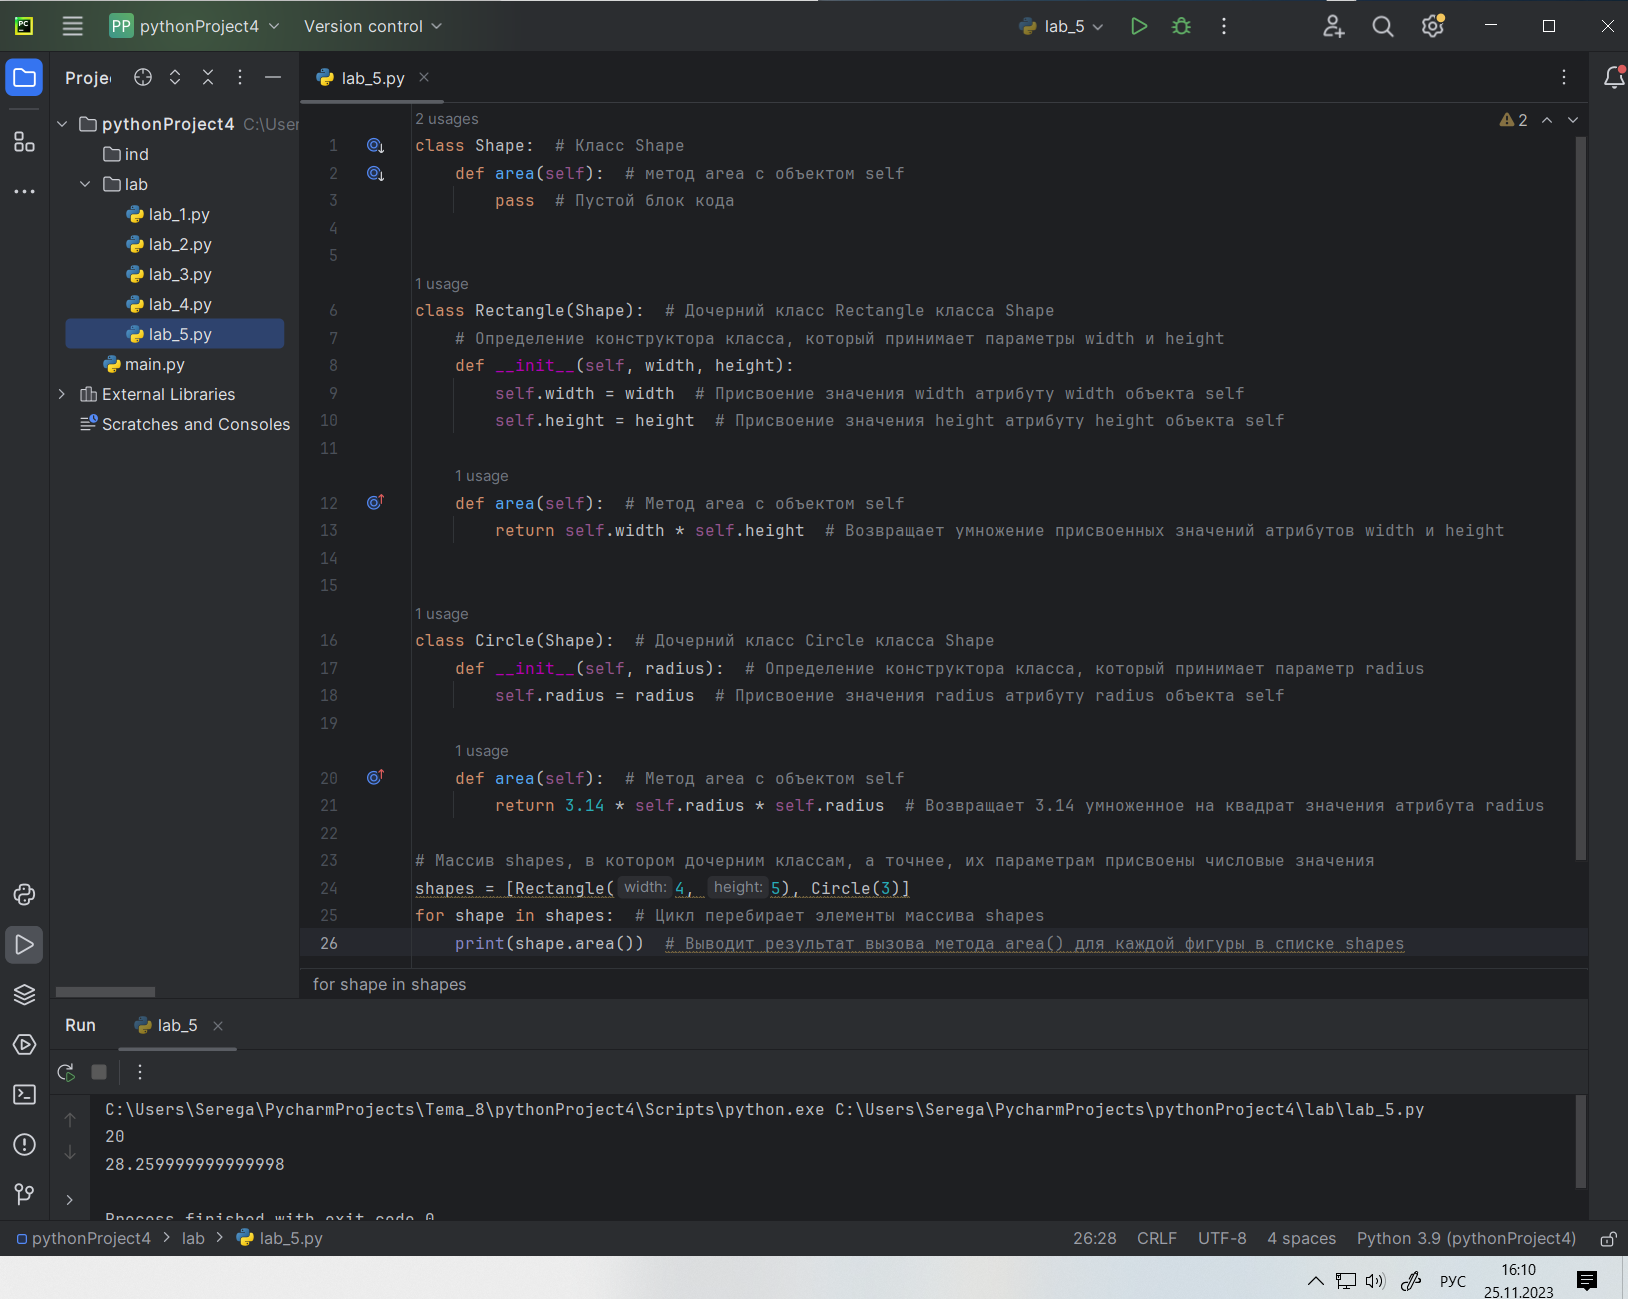 PC PP pythonProject4 Version control lab_5
Proje lab_5.py
pythonProject4 C:\User
ind
lab
lab_1.py
lab_2.py
lab_3.py
lab_4.py
lab_5.py
main.py
External Libraries
Scratches and Consoles
2
2 usages
1 class Shape:  # Класс Shape
2     def area(self):  # метод area с объектом self
3         pass  # Пустой блок кода
4
5
1 usage
6 class Rectangle(Shape):  # Дочерний класс Rectangle класса Shape
7     # Определение конструктора класса, который принимает параметры width и height
8     def __init__(self, width, height):
9         self.width = width  # Присвоение значения width атрибуту width объекта self
10         self.height = height  # Присвоение значения height атрибуту height объекта self
11
1 usage
12     def area(self):  # Метод area с объектом self
13         return self.width * self.height  # Возвращает умножение присвоенных значений атрибутов width и height
14
15
1 usage
16 class Circle(Shape):  # Дочерний класс Circle класса Shape
17     def __init__(self, radius):  # Определение конструктора класса, который принимает параметр radius
18         self.radius = radius  # Присвоение значения radius атрибуту radius объекта self
19
1 usage
20     def area(self):  # Метод area с объектом self
21         return 3.14 * self.radius * self.radius  # Возвращает 3.14 умноженное на квадрат значения атрибута radius
22
23 # Массив shapes, в котором дочерним классам, а точнее, их параметрам присвоены числовые значения
24 shapes = [Rectangle( width: 4,  height: 5), Circle(3)]
25 for shape in shapes:  # Цикл перебирает элементы массива shapes
26     print(shape.area())  # Выводит результат вызова метода area() для каждой фигуры в списке shapes
for shape in shapes
Run lab_5
C:\Users\Serega\PycharmProjects\Tema_8\pythonProject4\Scripts\python.exe C:\Users\Serega\PycharmProjects\pythonProject4\lab\lab_5.py
20
28.259999999999998
Process finished with exit code 0
pythonProject4 > lab > lab_5.py 26:28 CRLF UTF-8 4 spaces Python 3.9 (pythonProject4)
РУС 16:10
25.11.2023